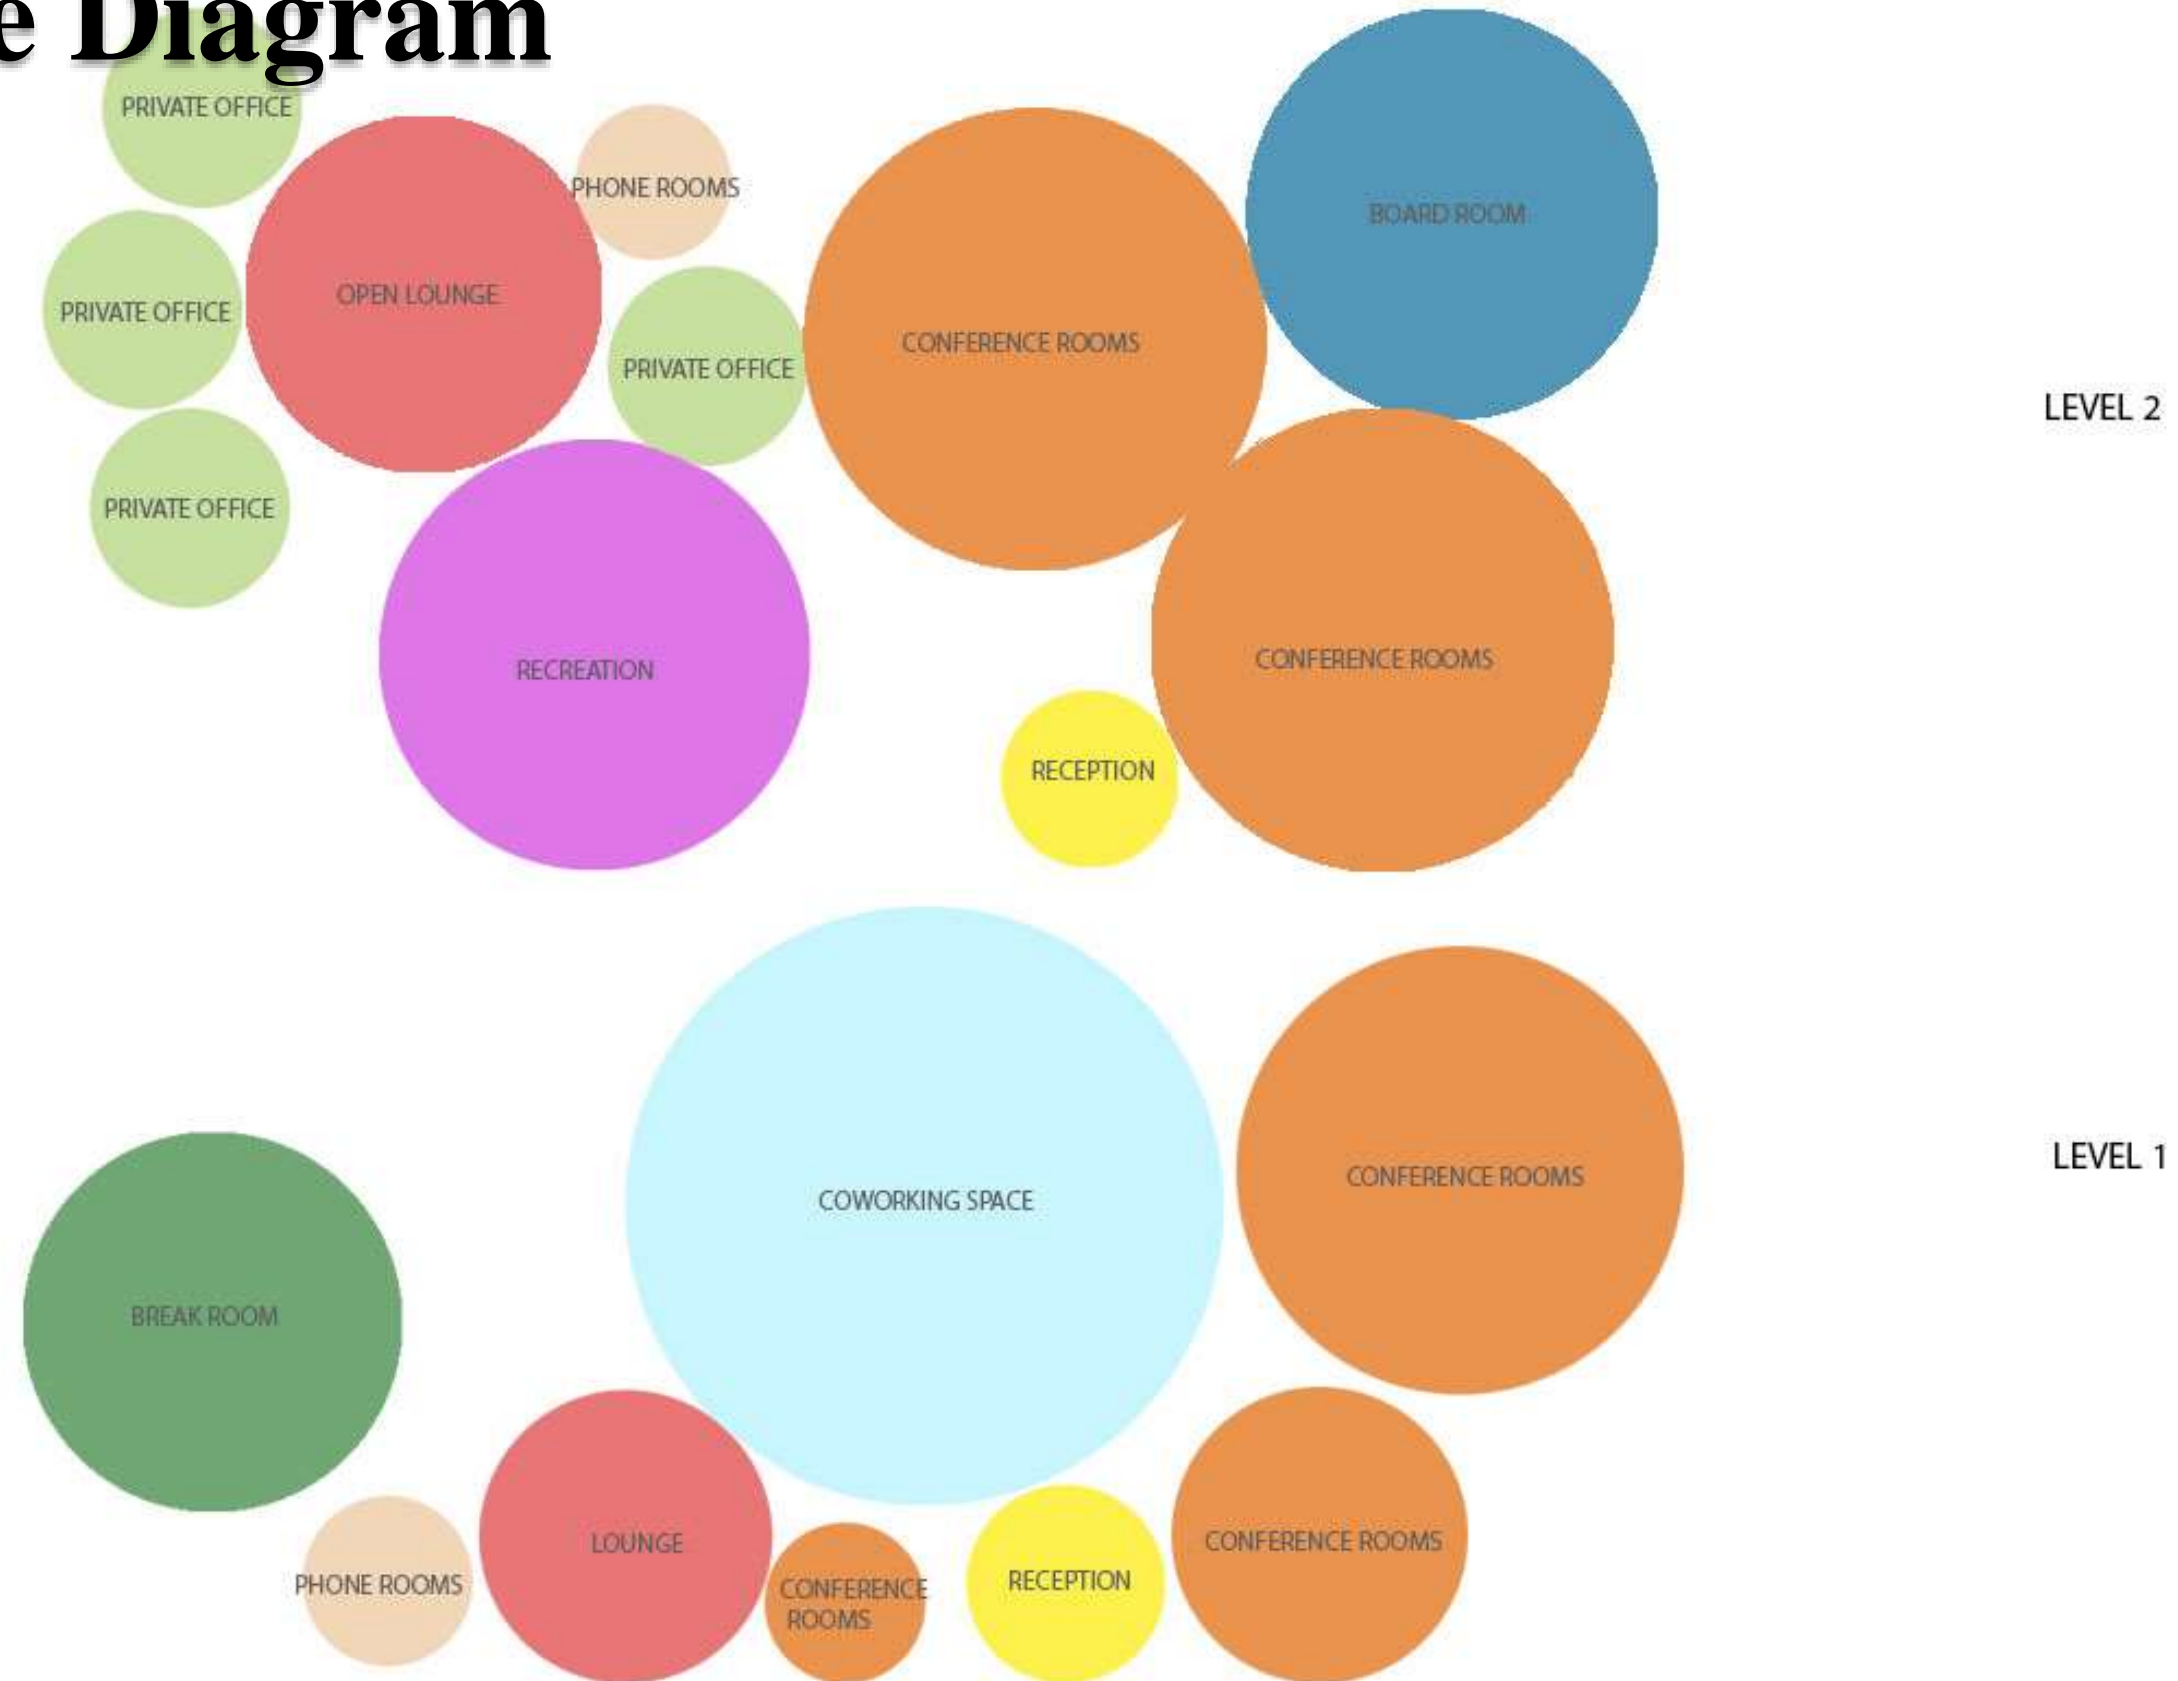 e Diagram
PRIVATE OFFICE
PHONE ROOMS
BOARD ROOM
OPEN LOUNGE
PRIVATE OFFICE
CONFERENCE ROOMS
PRIVATE OFFICE
LEVEL 2
PRIVATE OFFICE
CONFERENCE ROOMS
RECREATION
RECEPTION
LEVEL 1
CONFERENCE ROOMS
COWORKING SPACE
BREAK ROOM
CONFERENCE ROOMS
LOUNGE
RECEPTION
PHONE ROOMS
CONFERENCE
ROOMS